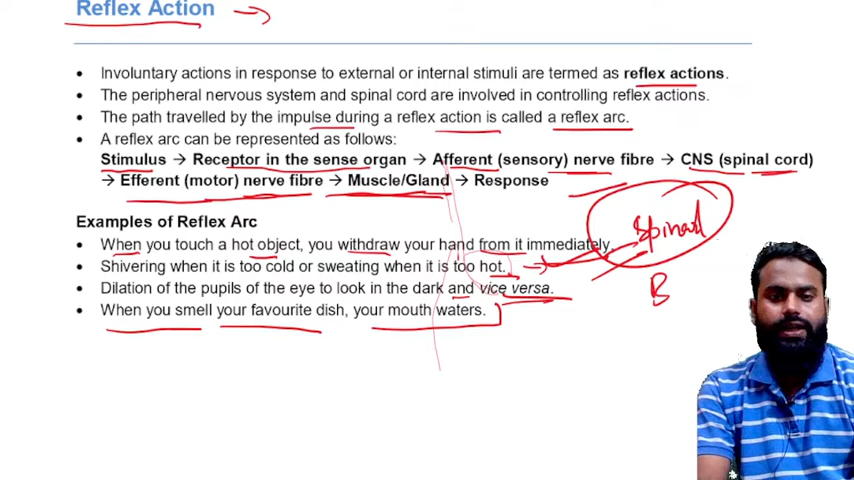 Reflex Action
• Involuntary actions in response to external or internal stimuli are termed as reflex actions.
• The peripheral nervous system and spinal cord are involved in controlling reflex actions.
• The path travelled by the impulse during a reflex action is called a reflex arc.
• A reflex arc can be represented as follows:
Stimulus → Receptor in the sense organ → Afferent (sensory) nerve fibre → CNS (spinal cord)
→ Efferent (motor) nerve fibre → Muscle/Gland → Response
Examples of Reflex Arc
• When you touch a hot object, you withdraw your hand from it immediately.
• Shivering when it is too cold or sweating when it is too hot.
• Dilation of the pupils of the eye to look in the dark and vice versa.
• When you smell your favourite dish, your mouth waters.
Spinal
B